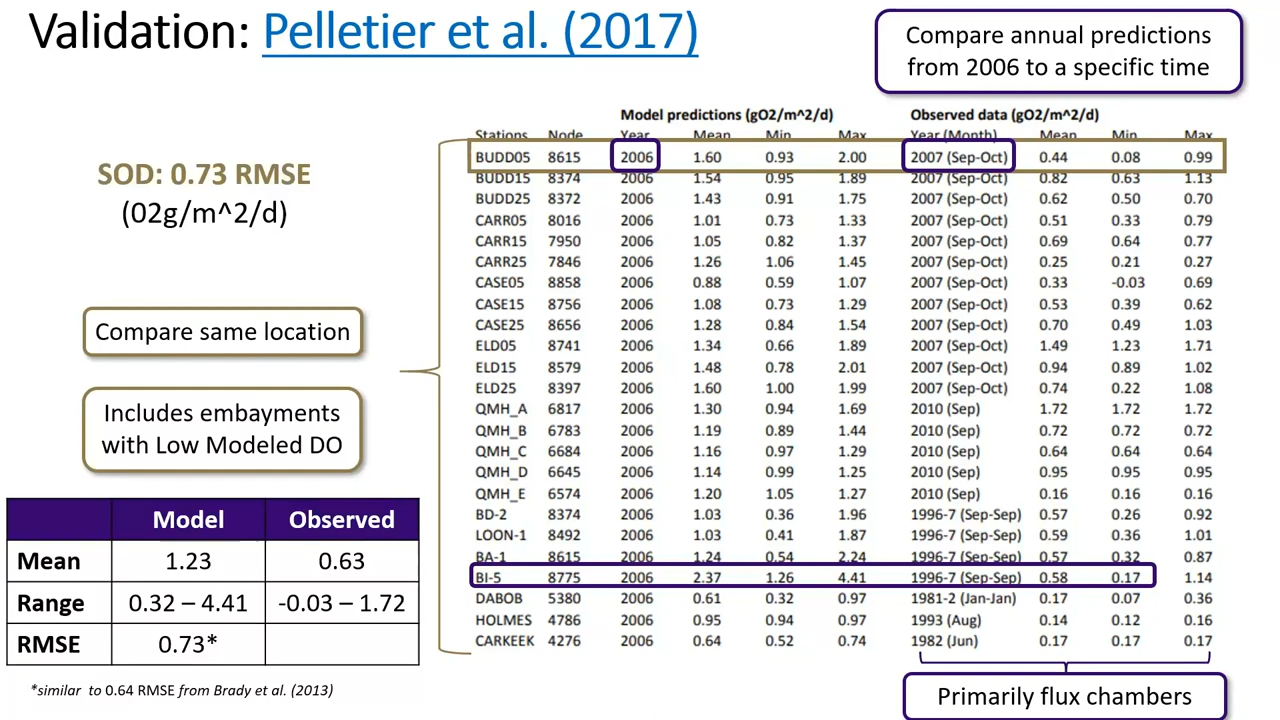 Validation: Pelletier et al. (2017)
Compare annual predictions
from 2006 to a specific time
SOD: 0.73 RMSE
(02g/m^2/d)
Compare same location
Includes embayments
with Low Modeled DO
Model Observed
Mean 1.23 0.63
Range 0.32 – 4.41 -0.03 – 1.72
RMSE 0.73*
*similar to 0.64 RMSE from Brady et al. (2013)
Model predictions (gO2/m^2/d) Observed data (gO2/m^2/d)
Stations Node Year Mean Min Max Year (Month) Mean Min Max
BUDD05 8615 2006 1.60 0.93 2.00 2007 (Sep-Oct) 0.44 0.08 0.99
BUDD15 8374 2006 1.54 0.95 1.89 2007 (Sep-Oct) 0.82 0.63 1.13
BUDD25 8372 2006 1.43 0.91 1.75 2007 (Sep-Oct) 0.62 0.50 0.70
CARR05 8016 2006 1.01 0.73 1.33 2007 (Sep-Oct) 0.51 0.33 0.79
CARR15 7950 2006 1.05 0.82 1.37 2007 (Sep-Oct) 0.69 0.64 0.77
CARR25 7846 2006 1.26 1.06 1.45 2007 (Sep-Oct) 0.25 0.21 0.27
CASE05 8858 2006 0.88 0.59 1.07 2007 (Sep-Oct) 0.33 -0.03 0.69
CASE15 8756 2006 1.08 0.73 1.29 2007 (Sep-Oct) 0.53 0.39 0.62
CASE25 8656 2006 1.28 0.84 1.54 2007 (Sep-Oct) 0.70 0.49 1.03
ELD05 8741 2006 1.34 0.66 1.89 2007 (Sep-Oct) 1.49 1.23 1.71
ELD15 8579 2006 1.48 0.78 2.01 2007 (Sep-Oct) 0.94 0.89 1.02
ELD25 8397 2006 1.60 1.00 1.99 2007 (Sep-Oct) 0.74 0.22 1.08
QMH_A 6817 2006 1.30 0.94 1.69 2010 (Sep) 1.72 1.72 1.72
QMH_B 6783 2006 1.19 0.89 1.44 2010 (Sep) 0.72 0.72 0.72
QMH_C 6684 2006 1.16 0.97 1.29 2010 (Sep) 0.64 0.64 0.64
QMH_D 6645 2006 1.14 0.99 1.25 2010 (Sep) 0.95 0.95 0.95
QMH_E 6574 2006 1.20 1.05 1.27 2010 (Sep) 0.16 0.16 0.16
BD-2 8374 2006 1.03 0.36 1.96 1996-7 (Sep-Sep) 0.57 0.26 0.92
LOON-1 8492 2006 1.03 0.41 1.87 1996-7 (Sep-Sep) 0.59 0.36 1.01
BA-1 8615 2006 1.24 0.54 2.24 1996-7 (Sep-Sep) 0.57 0.32 0.87
BI-5 8775 2006 2.37 1.26 4.41 1996-7 (Sep-Sep) 0.58 0.17 1.14
DABOB 5380 2006 0.61 0.32 0.97 1981-2 (Jan-Jan) 0.17 0.07 0.36
HOLMES 4786 2006 0.95 0.94 0.97 1993 (Aug) 0.14 0.12 0.16
CARKEEK 4276 2006 0.64 0.52 0.74 1982 (Jun) 0.17 0.17 0.17
Primarily flux chambers